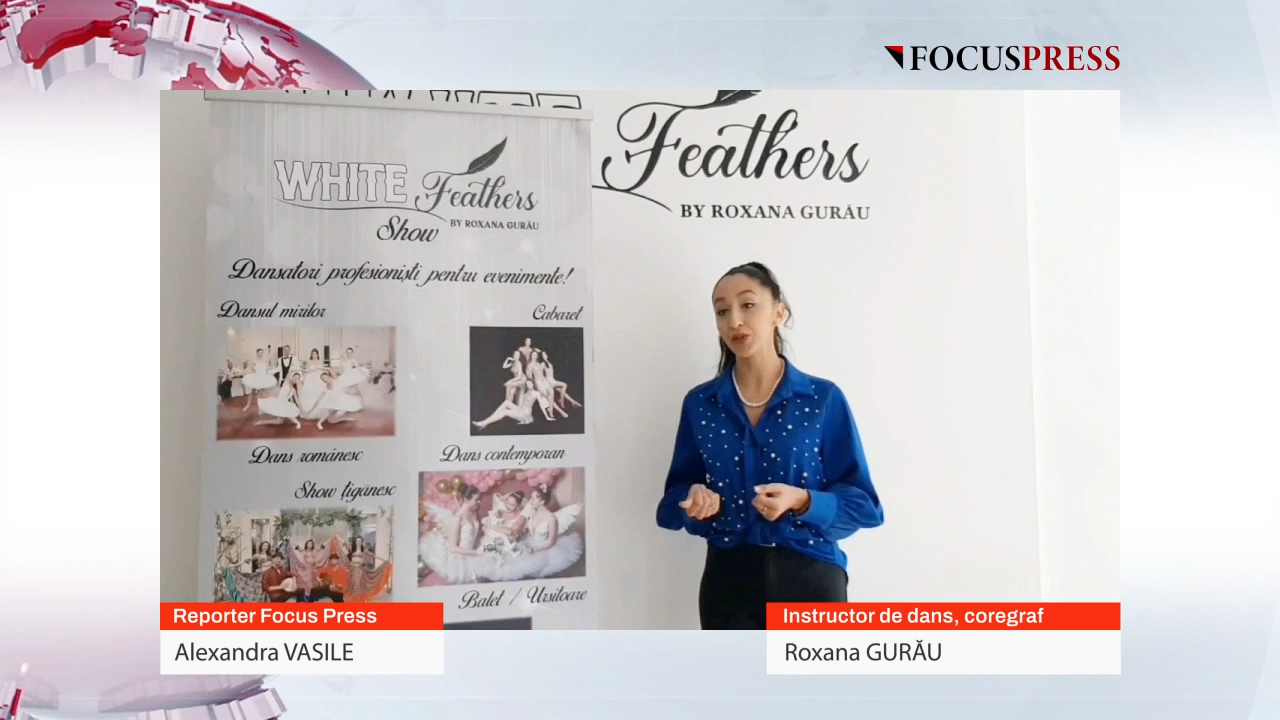 FOCUSPRESS
WHITE Feathers
BY ROXANA GURĂU
Show
Dansatori profesioniști pentru evenimente!
Dansul mirilor
Cabaret
Dans românesc
Dans contemporan
Show țigănesc
Balet / Ursitoare
Feathers
BY ROXANA GURĂU
Reporter Focus Press
Alexandra VASILE
Instructor de dans, coregraf
Roxana GURĂU